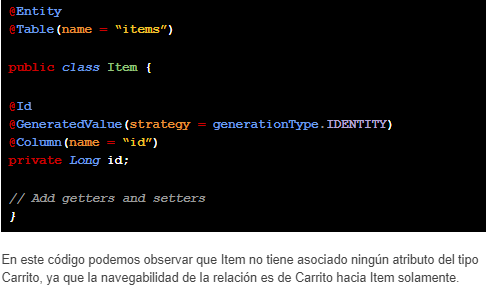 @Entity
@Table(name = “items”)
public class Item {
@Id
@GeneratedValue(strategy = generationType.IDENTITY)
@Column(name = “id”)
private Long id;
// Add getters and setters
}
En este código podemos observar que Item no tiene asociado ningún atributo del tipo
Carrito, ya que la navegabilidad de la relación es de Carrito hacia Item solamente.